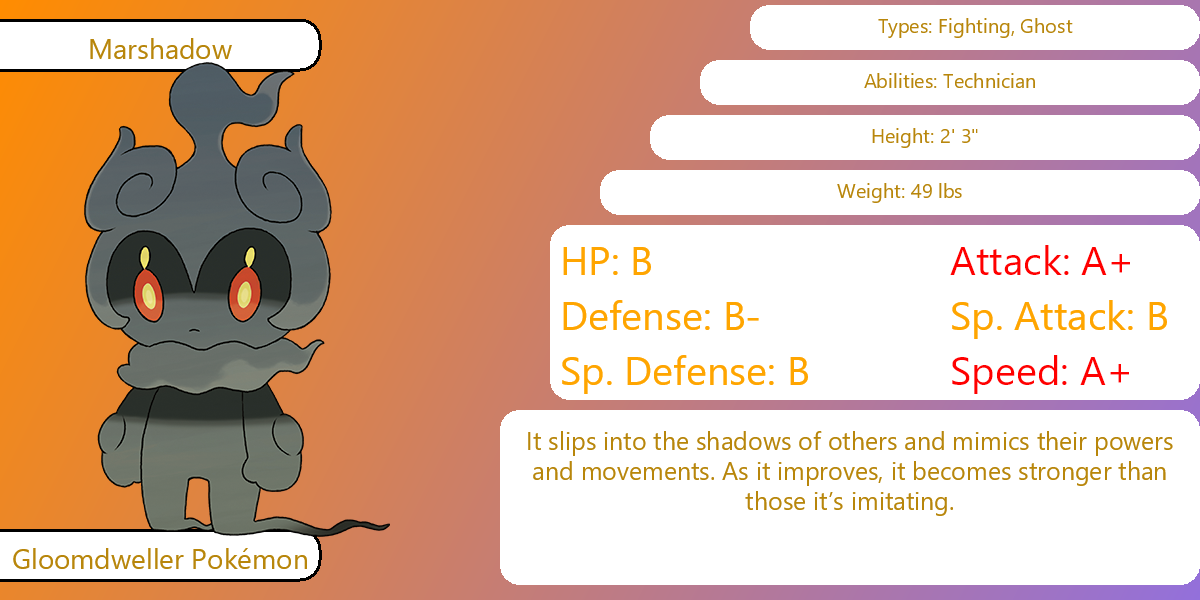 Marshadow
Types: Fighting, Ghost
Abilities: Technician
Height: 2' 3"
Weight: 49 lbs
HP: B
Attack: A+
Defense: B-
Sp. Attack: B
Sp. Defense: B
Speed: A+
It slips into the shadows of others and mimics their powers
and movements. As it improves, it becomes stronger than
those it’s imitating.
Gloomdweller Pokémon